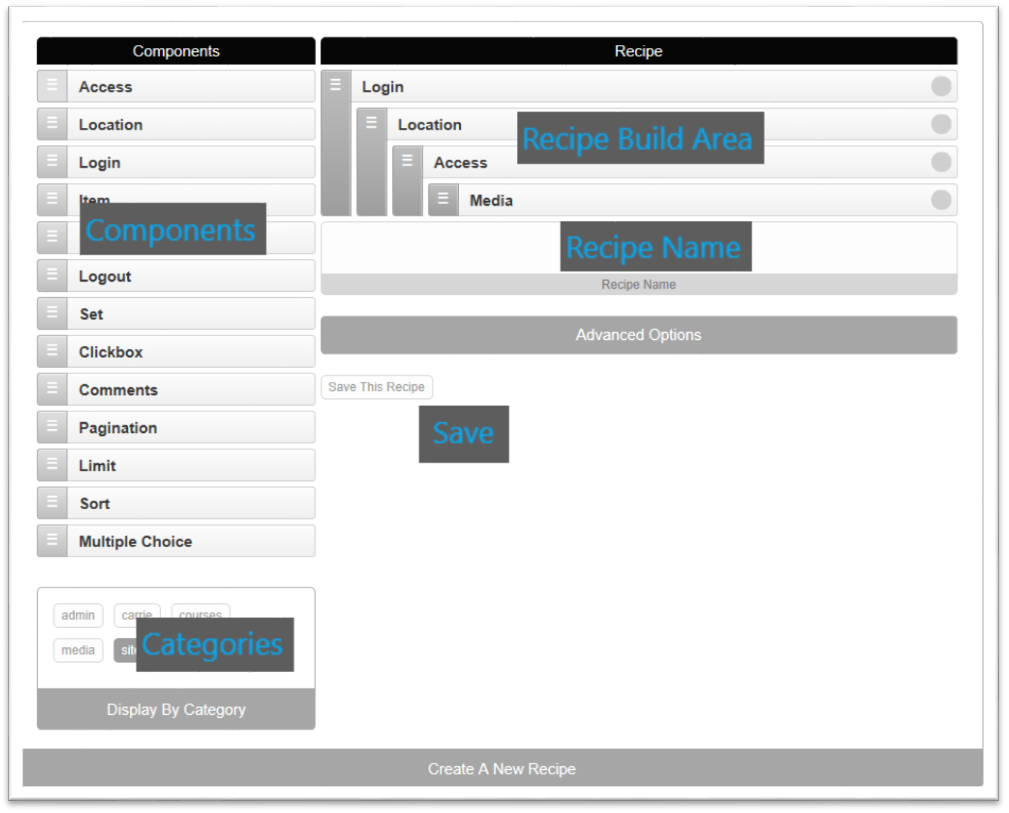 Components
Recipe
Access
Location
Login
Item
Components
Logout
Set
Clickbox
Comments
Pagination
Limit
Sort
Multiple Choice
admin carrie courses
media
Categories
Display By Category
Login
Location
Recipe Build Area
Access
Media
Recipe Name
Recipe Name
Advanced Options
Save This Recipe
Save
Create A New Recipe